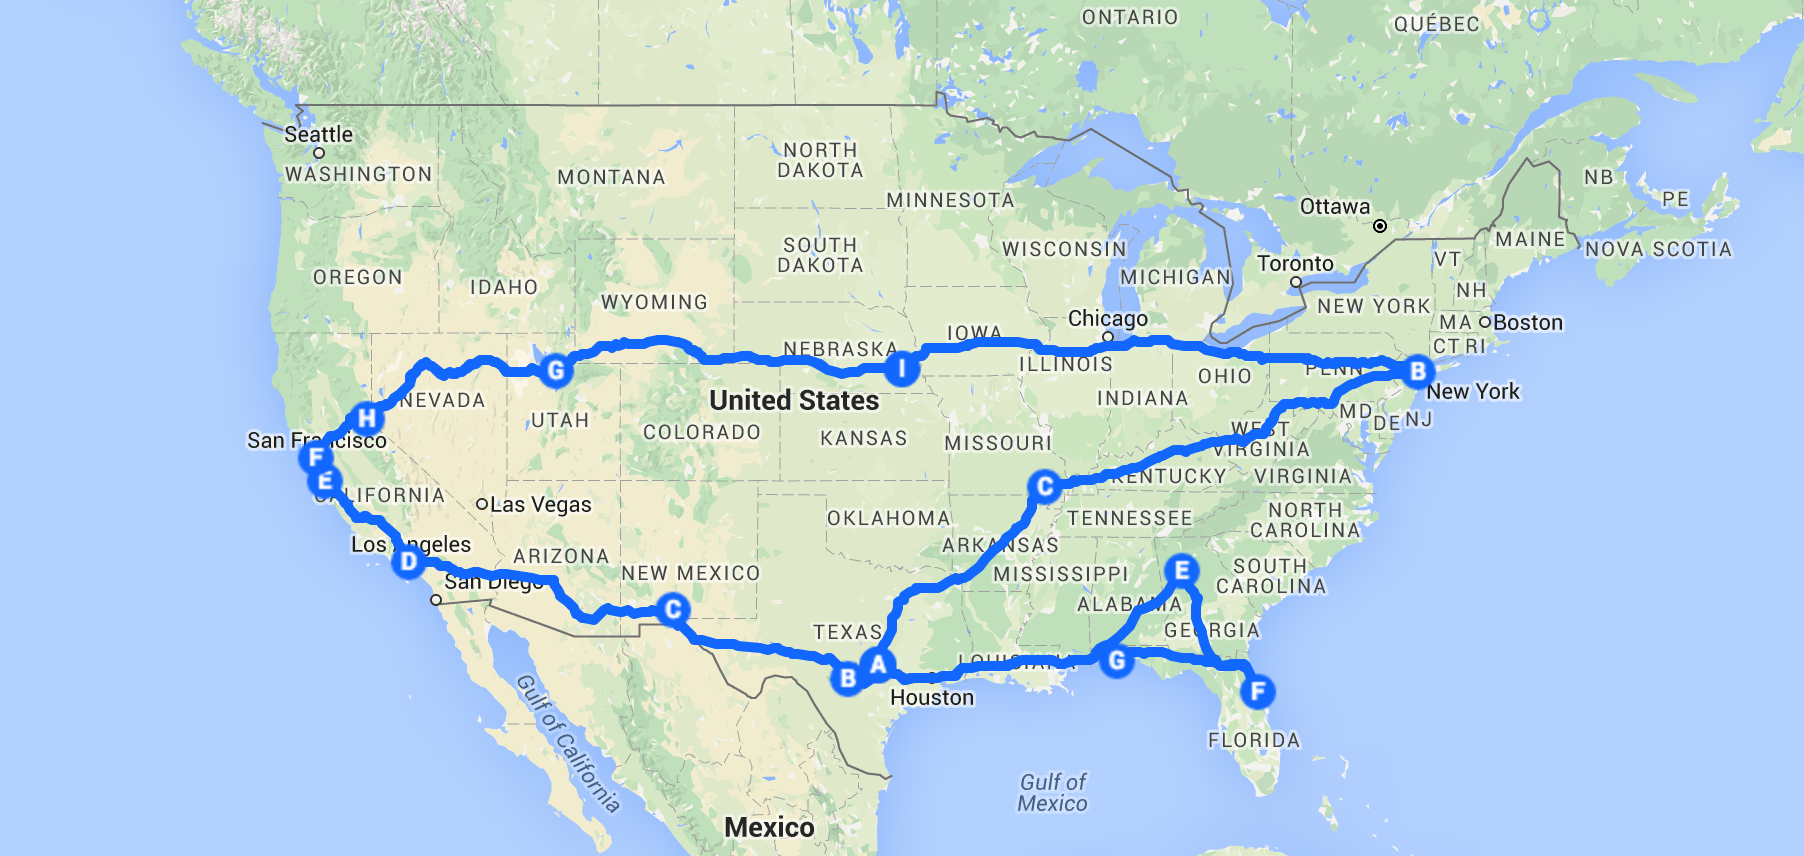 ONTARIO
QUÉBEC
Seattle
WASHINGTON
MONTANA
NORTH
DAKOTA
MINNESOTA
NB
PE
Ottawa
MAINE
NOVA SCOTIA
OREGON
IDAHO
WYOMING
SOUTH
DAKOTA
WISCONSIN
MICHIGAN
Toronto
VT
NH
NEW YORK
MA
Boston
CT RI
Chicago
IOWA
NEBRASKA
ILLINOIS
OHIO
PENN
G
I
B
New York
NEVADA
UTAH
United States
INDIANA
MD
DE
NJ
H
San Francisco
COLORADO
KANSAS
MISSOURI
WEST
VIRGINIA
F
E
CALIFORNIA
Las Vegas
C
KENTUCKY
VIRGINIA
OKLAHOMA
TENNESSEE
NORTH
CAROLINA
Los Angeles
D
ARIZONA
NEW MEXICO
ARKANSAS
MISSISSIPPI
E
SOUTH
CAROLINA
San Diego
C
ALABAMA
GEORGIA
TEXAS
A
B
LOUISIANA
G
F
Houston
FLORIDA
Gulf of California
Gulf of
Mexico
Mexico